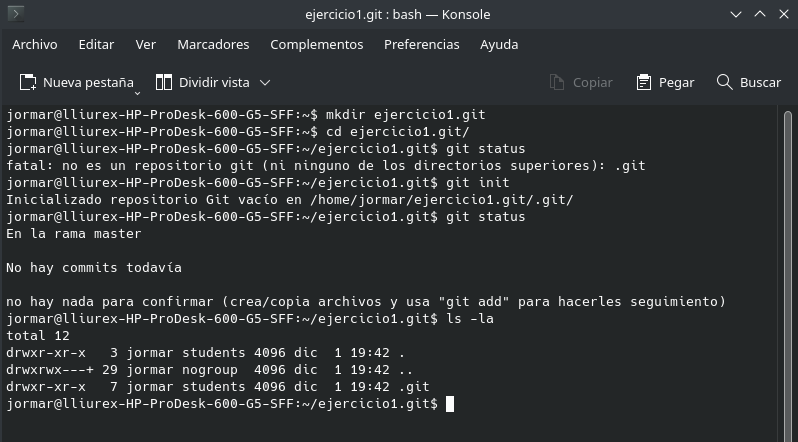 ejercicio1.git : bash — Konsole
Archivo Editar Ver Marcadores Complementos Preferencias Ayuda
Nueva pestaña Dividir vista Copiar Pegar Buscar
jormar@lliurex-HP-ProDesk-600-G5-SFF:~$ mkdir ejercicio1.git
jormar@lliurex-HP-ProDesk-600-G5-SFF:~$ cd ejercicio1.git/
jormar@lliurex-HP-ProDesk-600-G5-SFF:~/ejercicio1.git$ git status
fatal: no es un repositorio git (ni ninguno de los directorios superiores): .git
jormar@lliurex-HP-ProDesk-600-G5-SFF:~/ejercicio1.git$ git init
Inicializado repositorio Git vacío en /home/jormar/ejercicio1.git/.git/
jormar@lliurex-HP-ProDesk-600-G5-SFF:~/ejercicio1.git$ git status
En la rama master

No hay commits todavía

no hay nada para confirmar (crea/copia archivos y usa "git add" para hacerles seguimiento)
jormar@lliurex-HP-ProDesk-600-G5-SFF:~/ejercicio1.git$ ls -la
total 12
drwxr-xr-x   3 jormar students 4096 dic  1 19:42 .
drwxrwx---+ 29 jormar nogroup  4096 dic  1 19:42 ..
drwxr-xr-x   7 jormar students 4096 dic  1 19:42 .git
jormar@lliurex-HP-ProDesk-600-G5-SFF:~/ejercicio1.git$